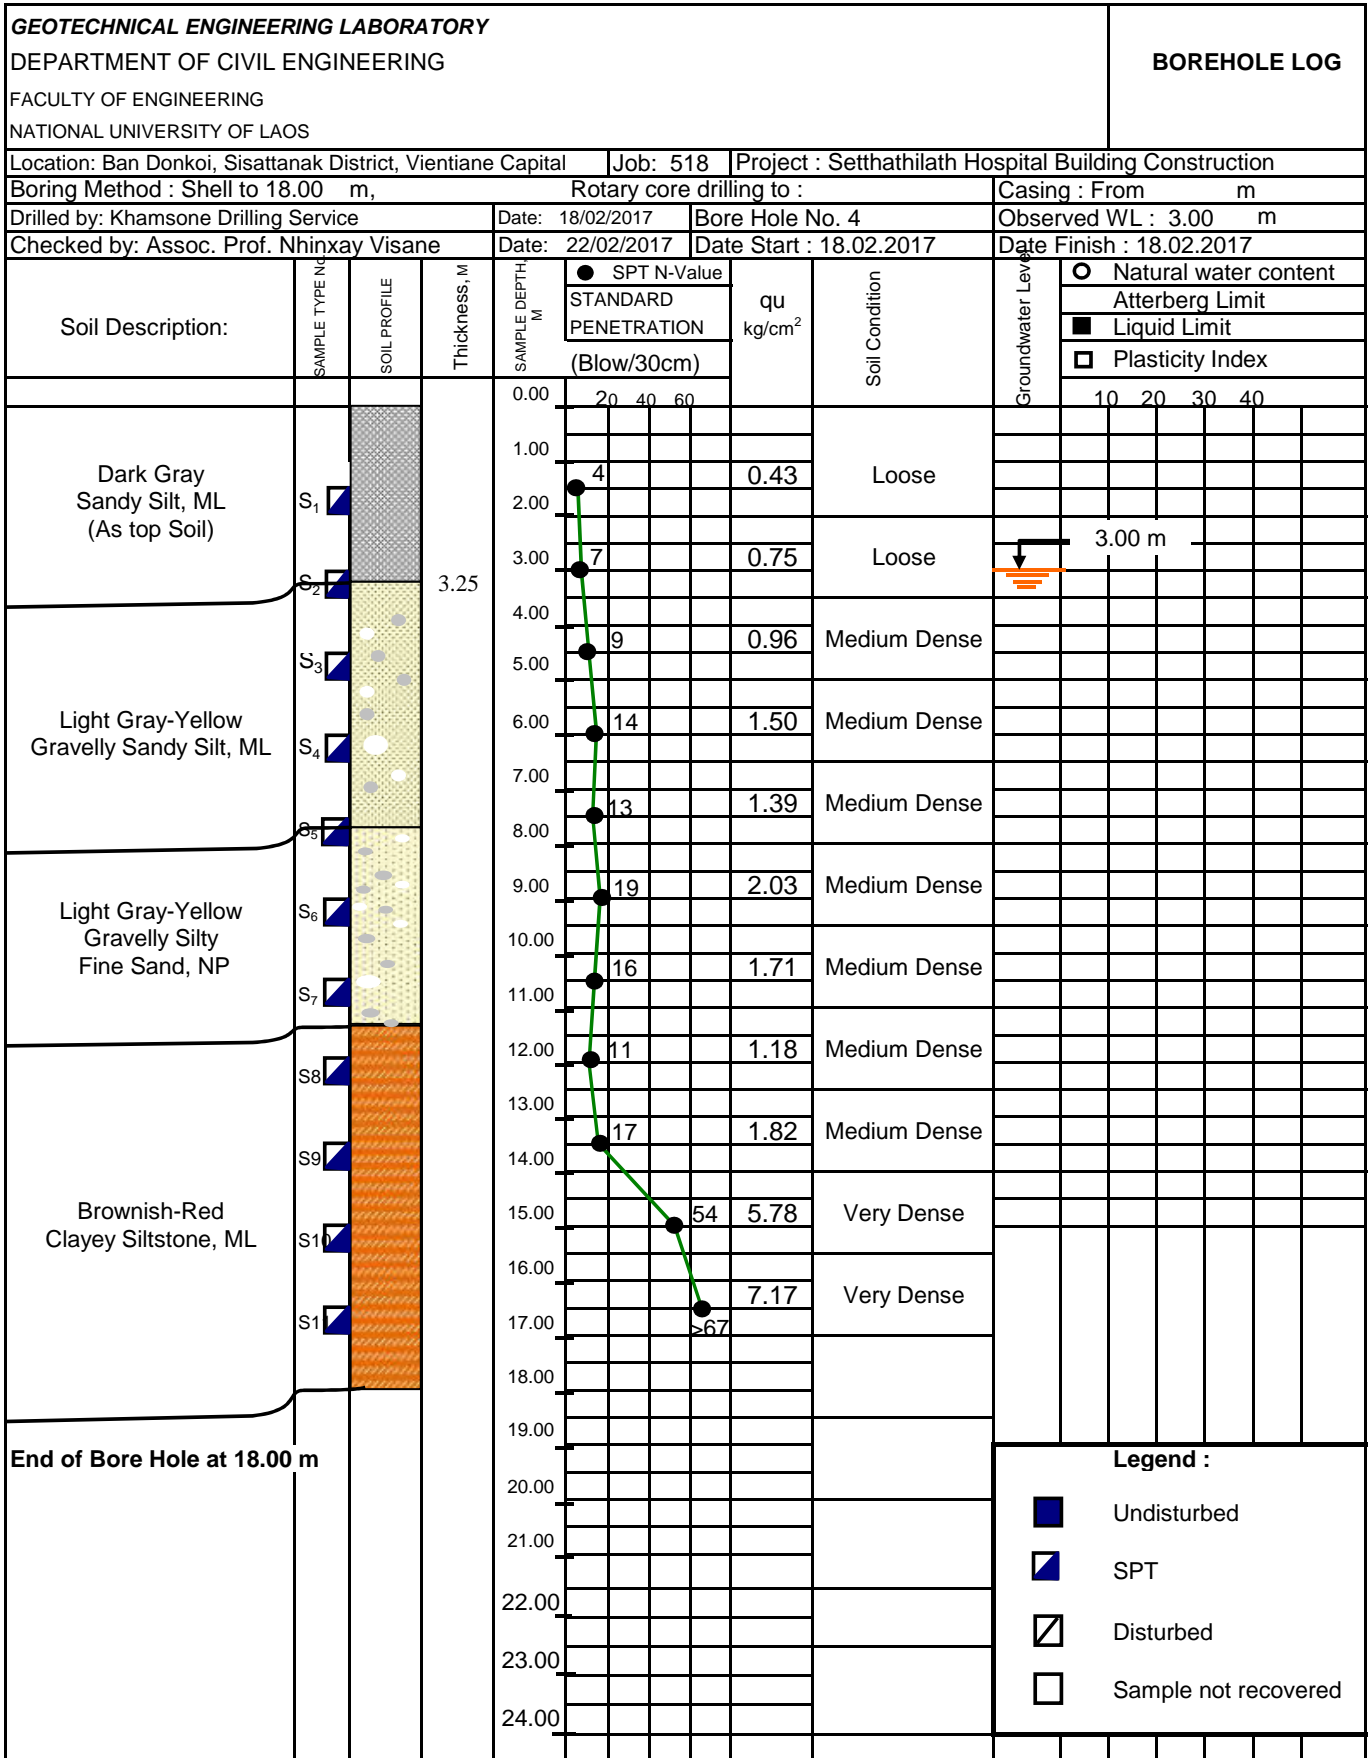 GEOTECHNICAL ENGINEERING LABORATORY
DEPARTMENT OF CIVIL ENGINEERING
FACULTY OF ENGINEERING
NATIONAL UNIVERSITY OF LAOS
BOREHOLE LOG
Location: Ban Donkoi, Sisattanak District, Vientiane Capital
Job: 518
Project : Setthathilath Hospital Building Construction
Boring Method : Shell to 18.00 m,
Rotary core drilling to :
Casing : From m
Drilled by: Khamsone Drilling Service
Date: 18/02/2017
Bore Hole No. 4
Observed WL : 3.00 m
Checked by: Assoc. Prof. Nhinxay Visane
Date: 22/02/2017
Date Start : 18.02.2017
Date Finish : 18.02.2017
Soil Description:
SAMPLE TYPE No
SOIL PROFILE
Thickness, M
SAMPLE DEPTH,
M
SPT N-Value
STANDARD
PENETRATION
(Blow/30cm)
qu
kg/cm²
Soil Condition
Groundwater Level
Natural water content
Atterberg Limit
Liquid Limit
Plasticity Index
0.00
20 40 60
10 20 30 40
Dark Gray
Sandy Silt, ML
(As top Soil)
S1
1.00
4
0.43
Loose
2.00
S2
3.25
3.00
7
0.75
Loose
3.00 m
4.00
Light Gray-Yellow
Gravelly Sandy Silt, ML
S3
9
0.96
Medium Dense
5.00
S4
6.00
14
1.50
Medium Dense
7.00
S5
13
1.39
Medium Dense
8.00
Light Gray-Yellow
Gravelly Silty
Fine Sand, NP
S6
9.00
19
2.03
Medium Dense
10.00
S7
16
1.71
Medium Dense
11.00
S8
12.00
11
1.18
Medium Dense
13.00
S9
17
1.82
Medium Dense
14.00
Brownish-Red
Clayey Siltstone, ML
S10
15.00
54
5.78
Very Dense
16.00
S11
7.17
Very Dense
17.00
>67
18.00
19.00
End of Bore Hole at 18.00 m
20.00
21.00
22.00
23.00
24.00
Legend :
Undisturbed
SPT
Disturbed
Sample not recovered